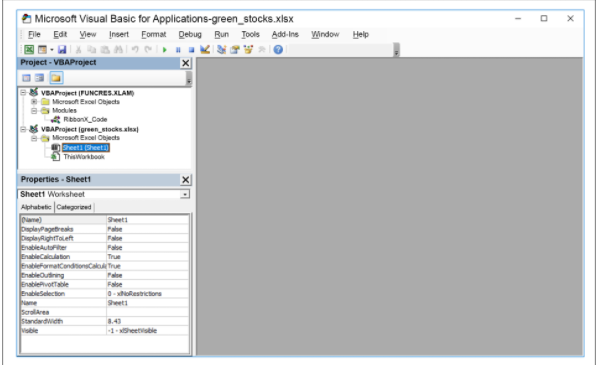 Microsoft Visual Basic for Applications-green_stocks.xlsx
File Edit View Insert Format Debug Run Tools Add-Ins Window Help
Project - VBAProject
VBAProject (FUNCRES.XLAM)
Microsoft Excel Objects
Modules
RibbonX_Code
VBAProject (green_stocks.xlsx)
Microsoft Excel Objects
Sheet1 (Sheet1)
ThisWorkbook
Properties - Sheet1
Sheet1 Worksheet
Alphabetic Categorized
(Name) Sheet1
DisplayPageBreaks False
DisplayRightToLeft False
EnableAutoFilter False
EnableCalculation True
EnableFormatConditionsCalcula True
EnableOutlining False
EnablePivotTable False
EnableSelection 0 - xlNoRestrictions
Name Sheet1
ScrollArea
StandardWidth 8.43
Visible -1 - xlSheetVisible